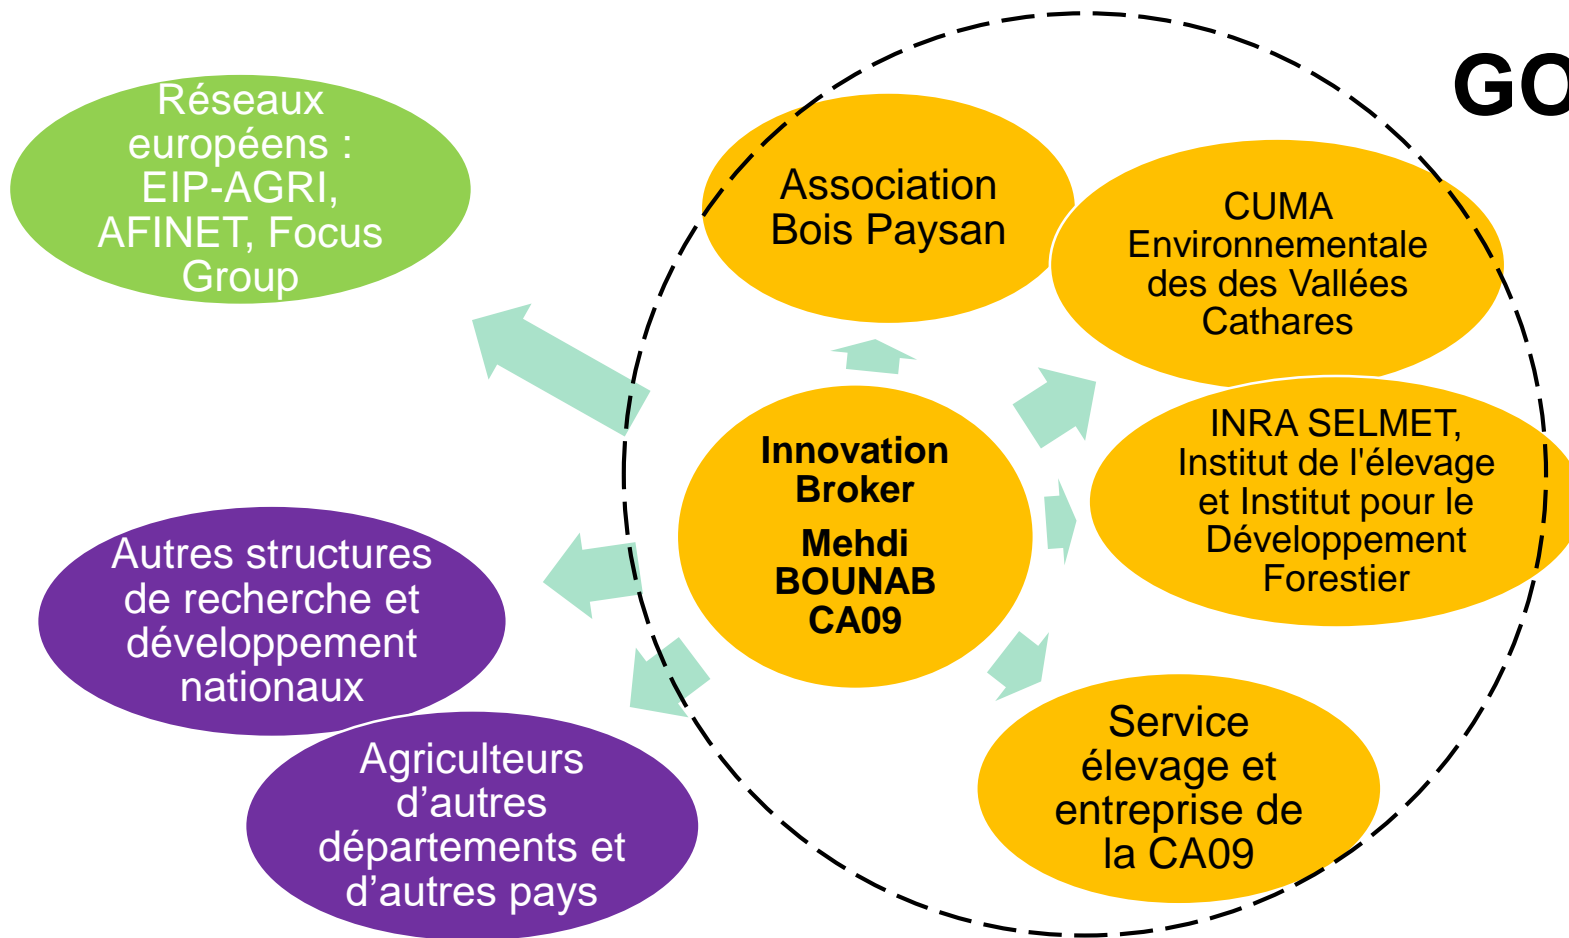 GO
Réseaux
européens :
EIP-AGRI,
AFINET, Focus
Group
Association
Bois Paysan
CUMA
Environnementale
des des Vallées
Cathares
INRA SELMET,
Institut de l'élevage
et Institut pour le
Développement
Forestier
Innovation
Broker
Mehdi
BOUNAB
CA09
Autres structures
de recherche et
développement
nationaux
Agriculteurs
d’autres
départements et
d’autres pays
Service
élevage et
entreprise de
la CA09